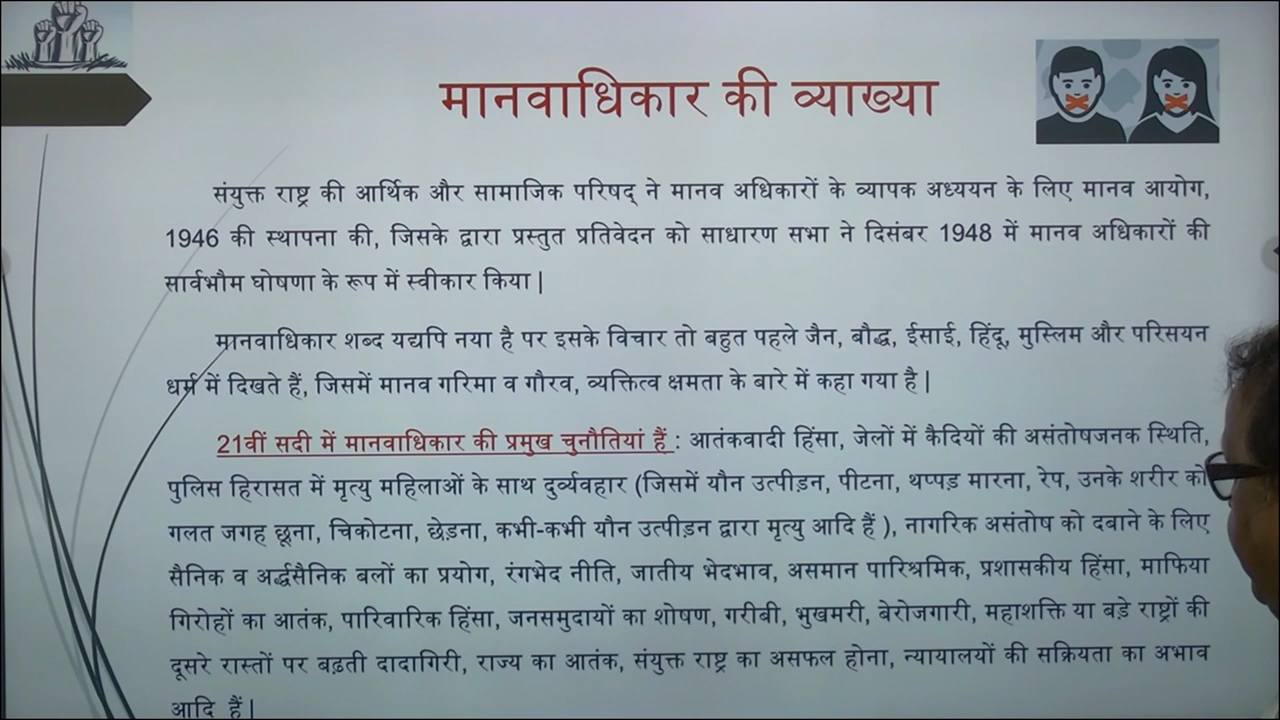 मानवाधिकार की व्याख्या
संयुक्त राष्ट्र की आर्थिक और सामाजिक परिषद् ने मानव अधिकारों के व्यापक अध्ययन के लिए मानव आयोग,
1946 की स्थापना की, जिसके द्वारा प्रस्तुत प्रतिवेदन को साधारण सभा ने दिसंबर 1948 में मानव अधिकारों की
सार्वभौम घोषणा के रूप में स्वीकार किया |
मानवाधिकार शब्द यद्यपि नया है पर इसके विचार तो बहुत पहले जैन, बौद्ध, ईसाई, हिंदू, मुस्लिम और परिसयन
धर्म में दिखते हैं, जिसमें मानव गरिमा व गौरव, व्यक्तित्व क्षमता के बारे में कहा गया है |
21वीं सदी में मानवाधिकार की प्रमुख चुनौतियां हैं : आतंकवादी हिंसा, जेलों में कैदियों की असंतोषजनक स्थिति,
पुलिस हिरासत में मृत्यु महिलाओं के साथ दुर्व्यवहार (जिसमें यौन उत्पीड़न, पीटना, थप्पड़ मारना, रेप, उनके शरीर को
गलत जगह छूना, चिकोटना, छेड़ना, कभी-कभी यौन उत्पीड़न द्वारा मृत्यु आदि हैं ), नागरिक असंतोष को दबाने के लिए
सैनिक व अर्द्धसैनिक बलों का प्रयोग, रंगभेद नीति, जातीय भेदभाव, असमान पारिश्रमिक, प्रशासकीय हिंसा, माफिया
गिरोहों का आतंक, पारिवारिक हिंसा, जनसमुदायों का शोषण, गरीबी, भुखमरी, बेरोजगारी, महाशक्ति या बड़े राष्ट्रों की
दूसरे रास्तों पर बढ़ती दादागिरी, राज्य का आतंक, संयुक्त राष्ट्र का असफल होना, न्यायालयों की सक्रियता का अभाव
आदि हैं |